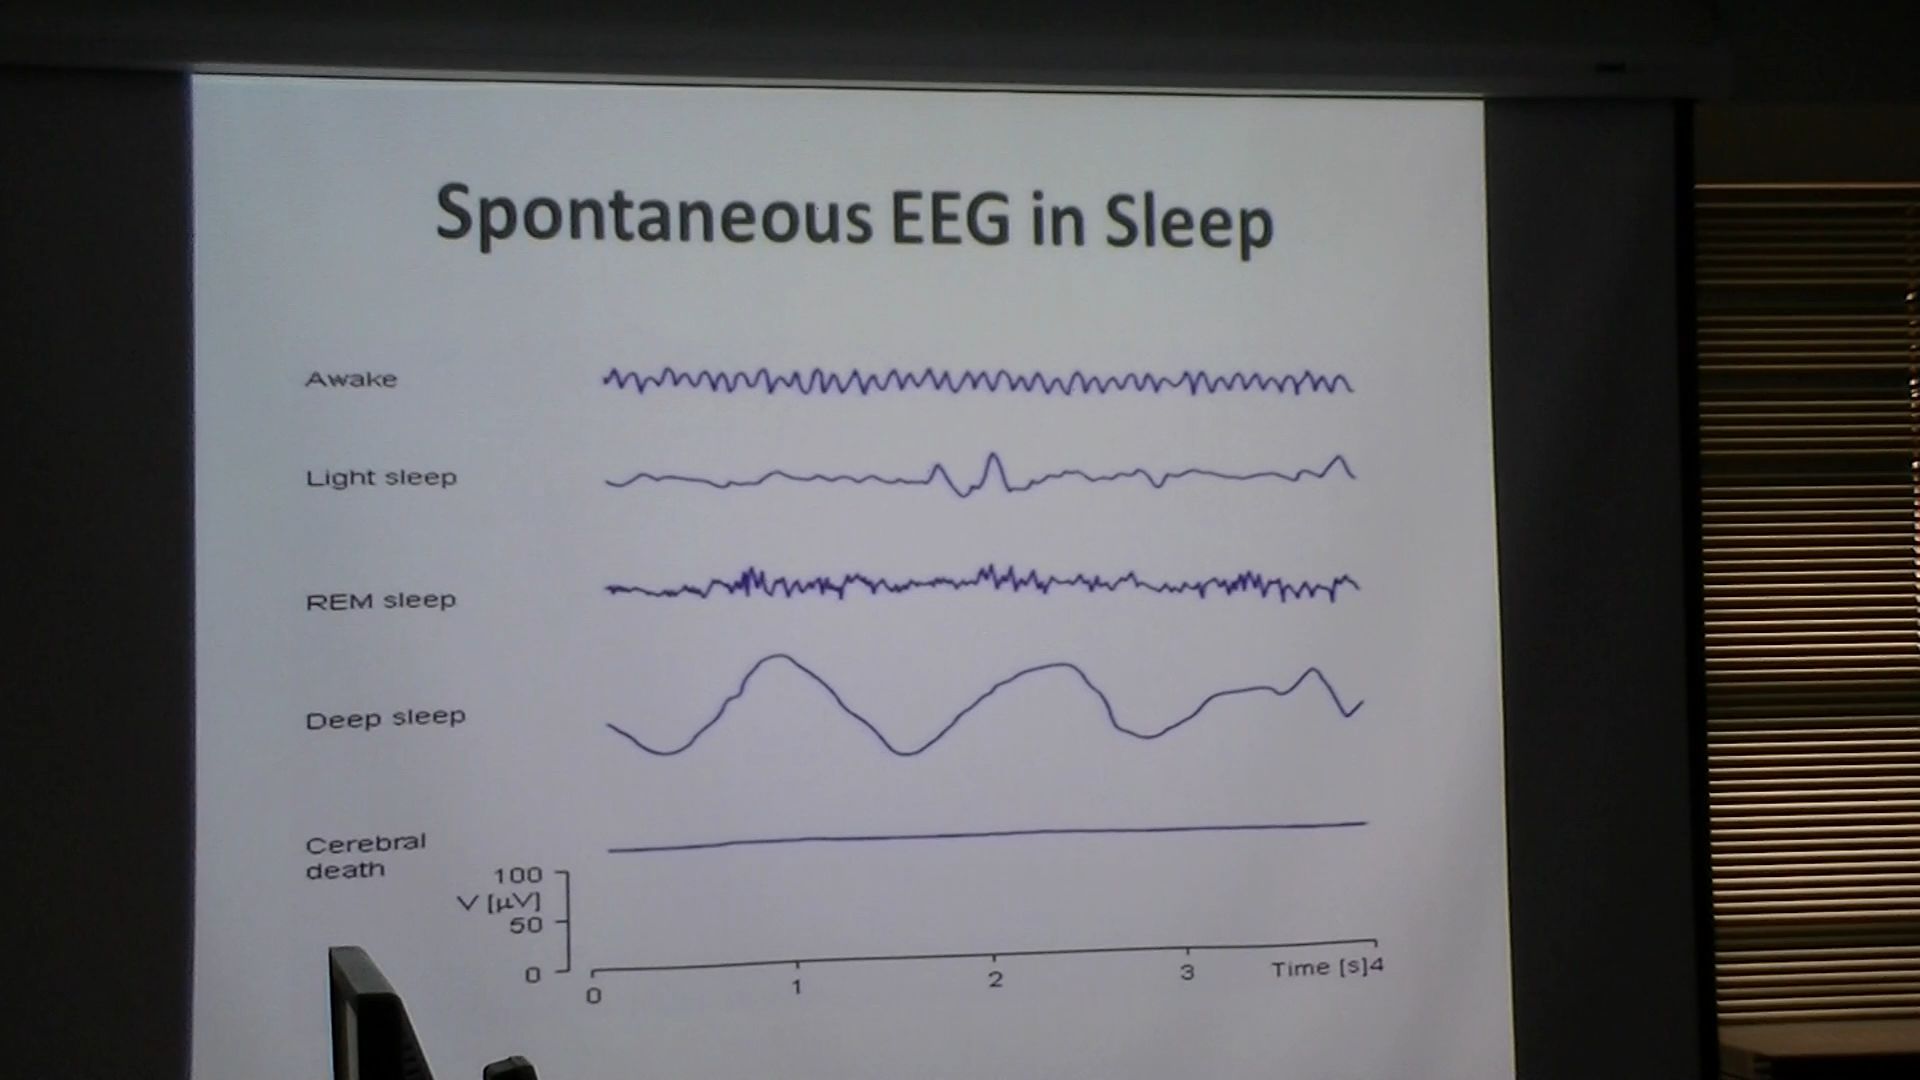 Spontaneous EEG in Sleep
Awake
Light sleep
REM sleep
Deep sleep
Cerebral
death
100
V [μV]
50
0
0
1
2
3
Time [s]4